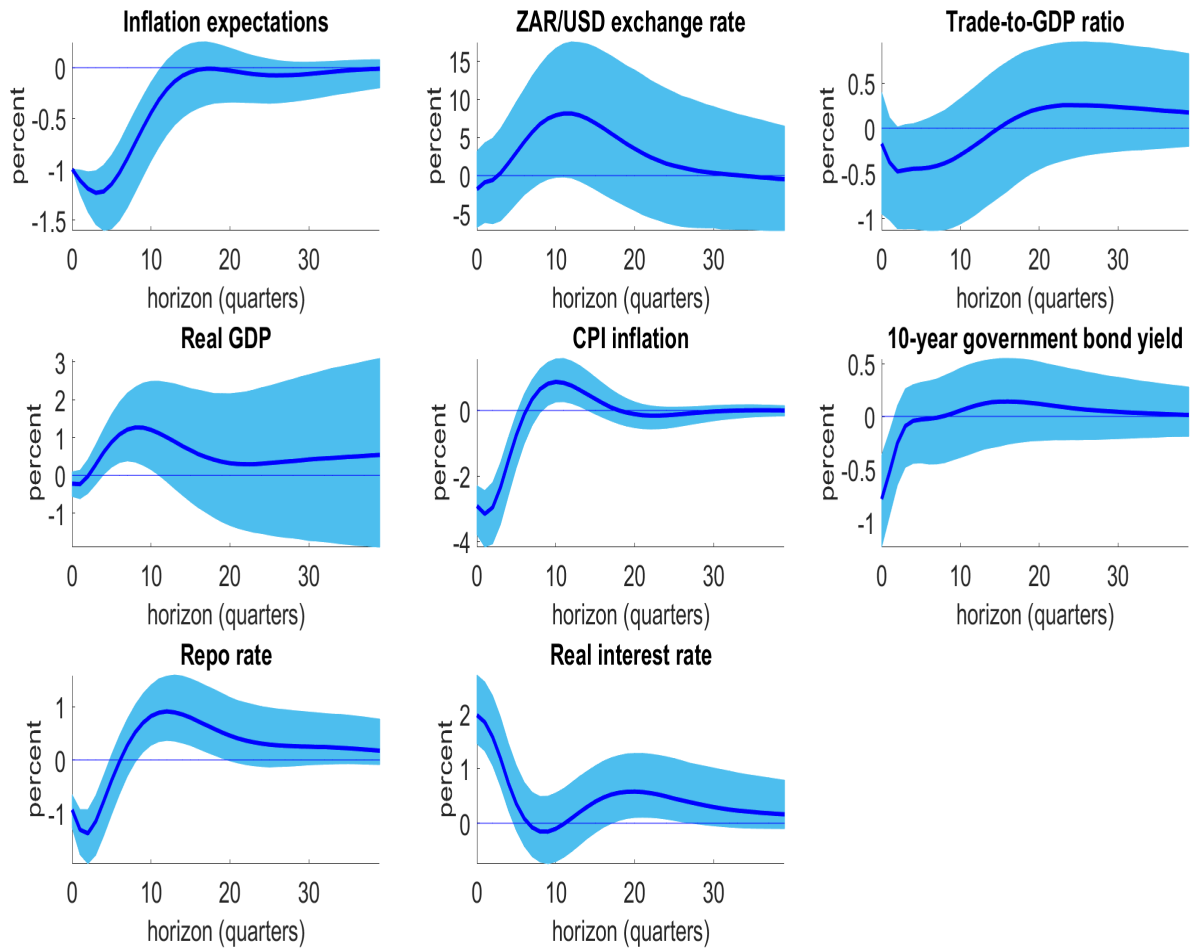 Inflation expectations
percent
0
-0.5
-1
-1.5
0 10 20 30
horizon (quarters)
ZAR/USD exchange rate
percent
15
10
5
0
-5
0 10 20 30
horizon (quarters)
Trade-to-GDP ratio
percent
0.5
0
-0.5
-1
0 10 20 30
horizon (quarters)
Real GDP
percent
3
2
1
0
-1
0 10 20 30
horizon (quarters)
CPI inflation
percent
0
-2
-4
0 10 20 30
horizon (quarters)
10-year government bond yield
percent
0.5
0
-0.5
-1
0 10 20 30
horizon (quarters)
Repo rate
percent
1
0
-1
0 10 20 30
horizon (quarters)
Real interest rate
percent
2
1
0
0 10 20 30
horizon (quarters)